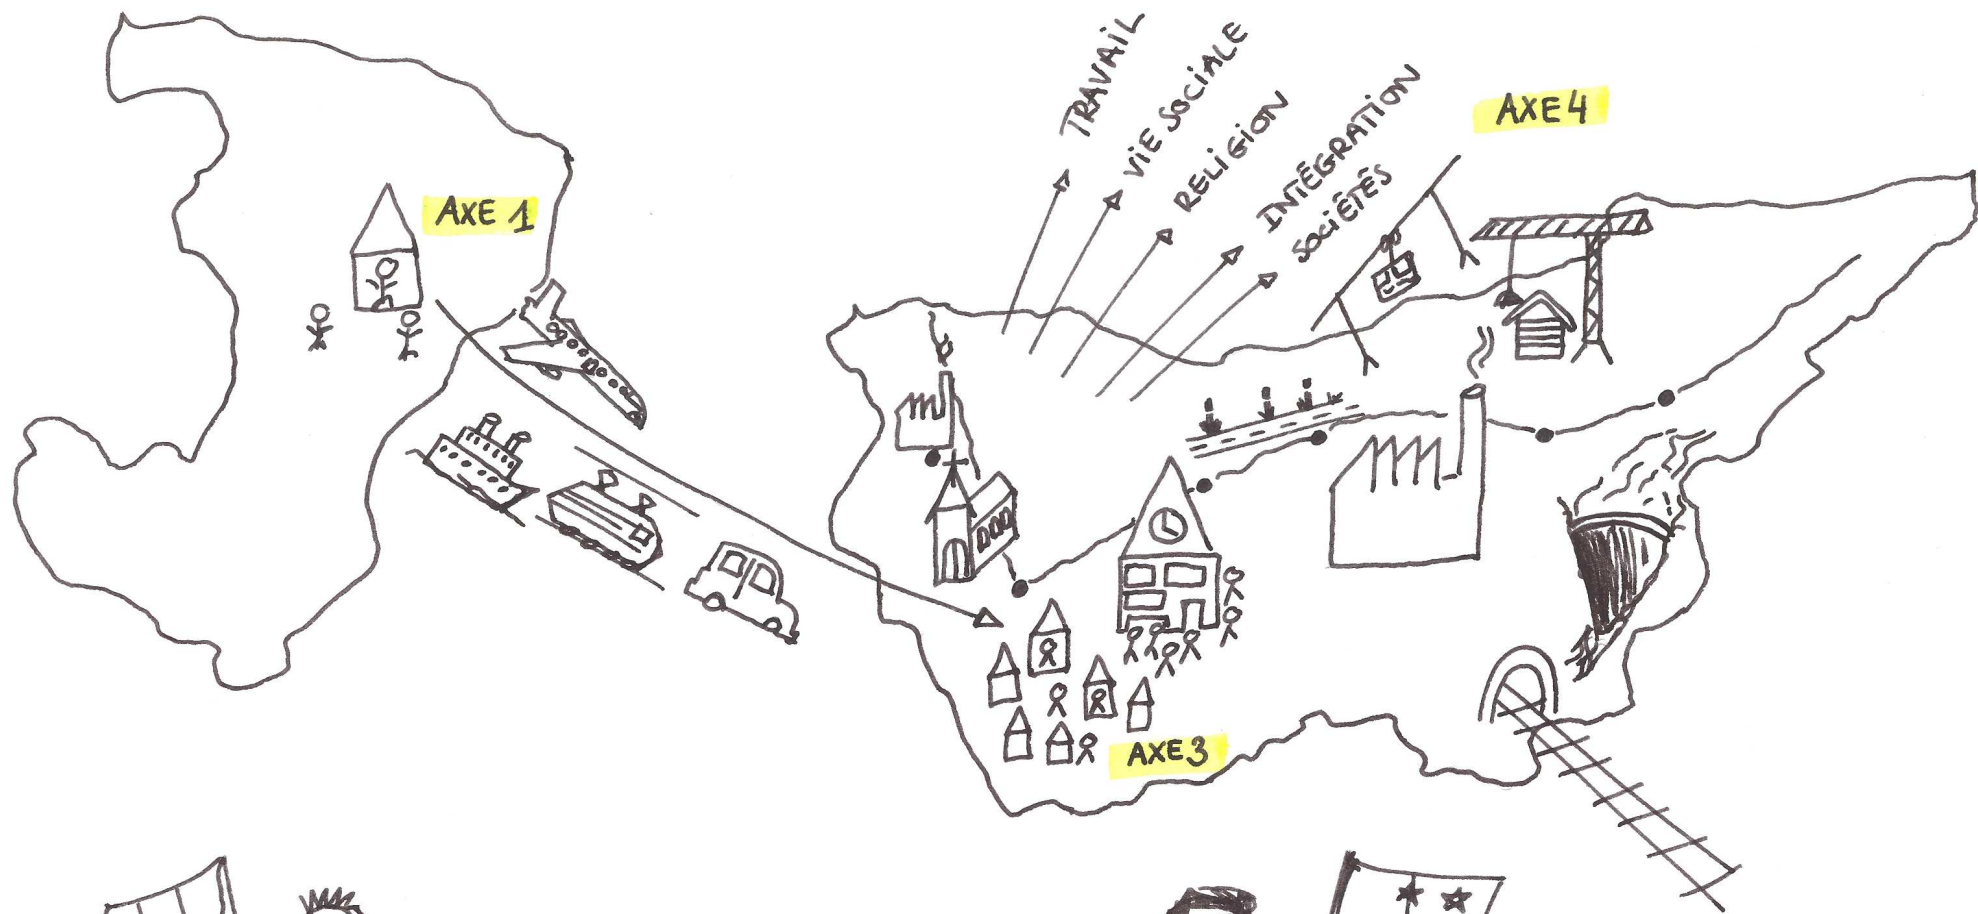 TRAVAIL
VIE SOCIALE
RELIGION
INTÉGRATION
SOCIÉTÉS
AXE 4
AXE 1
AXE 3